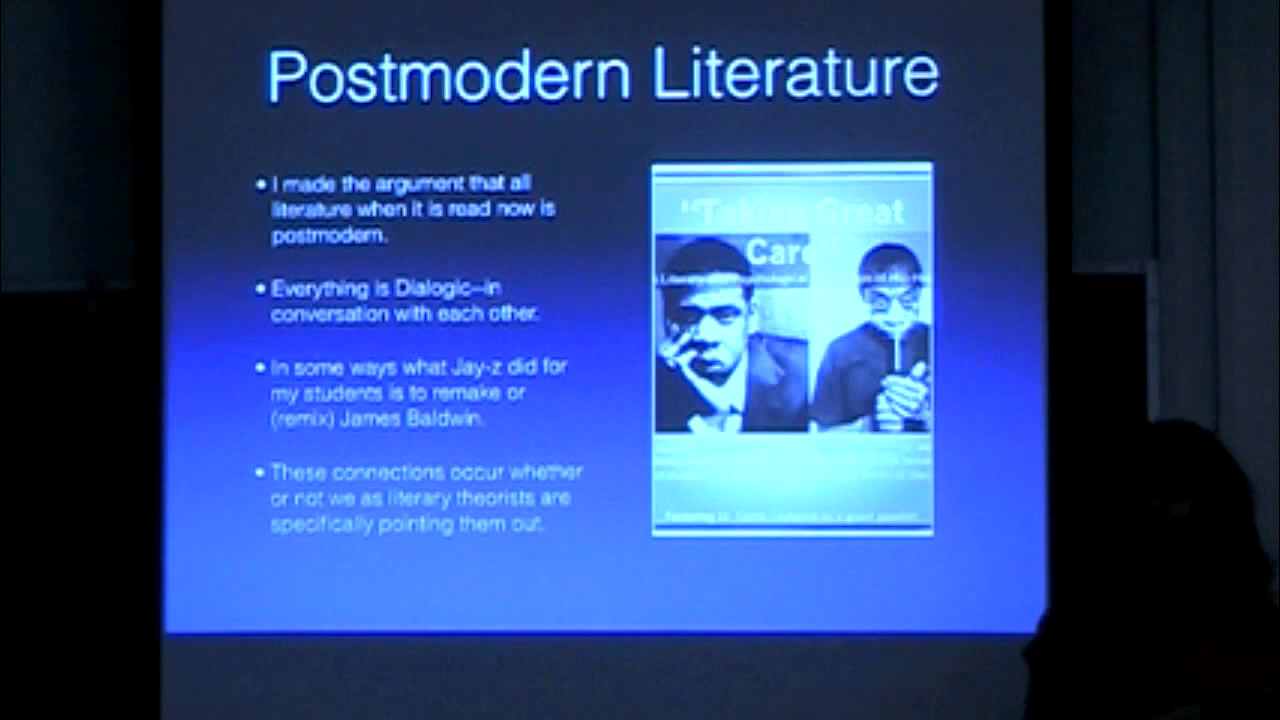 Postmodern Literature
• I made the argument that all
literature when it is read now is
postmodern.
• Everything is Dialogic--in
conversation with each other.
• In some ways what Jay-z did for
my students is to remake or
(remix) James Baldwin.
• These connections occur whether
or not we as literary theorists are
specifically pointing them out.
“Taking Great
Care”